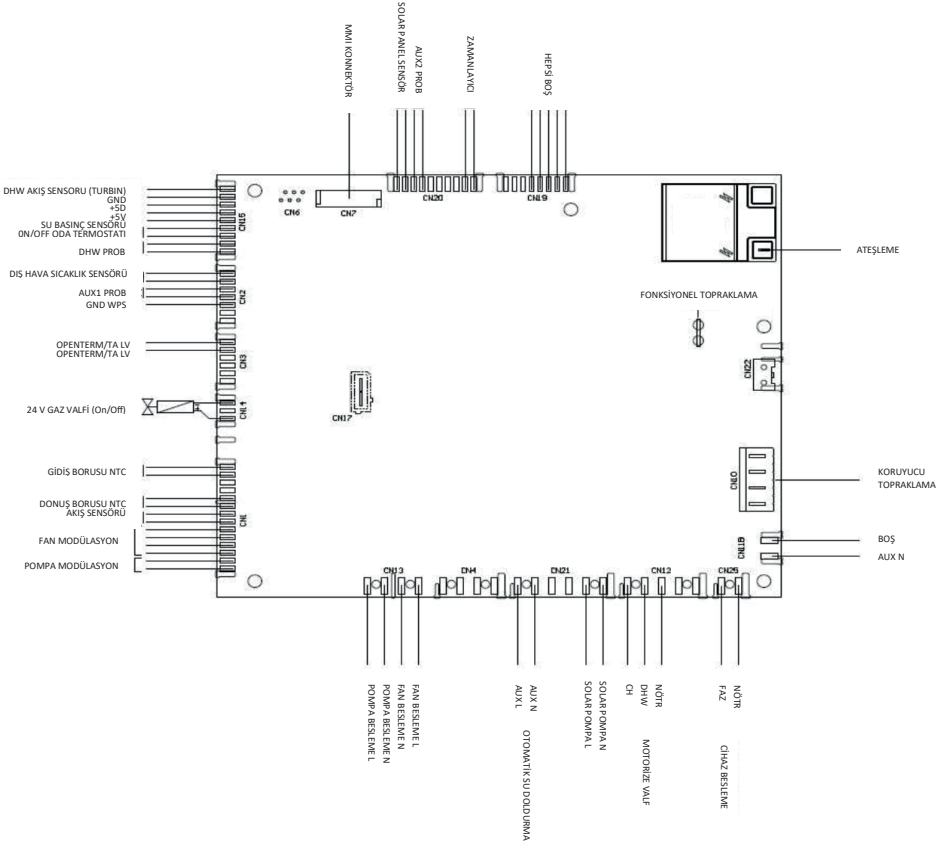 MMI KONNEKTÖR
SOLAR PANEL SENSÖR
AUX2 PROB
ZAMANLAYICI
HEPSİ BOŞ
DHW AKIŞ SENSORU (TURBIN)
GND
+5D
+5V
SU BASINÇ SENSÖRÜ
0N/OFF ODA TERMOSTATI
DHW PROB
DIŞ HAVA SICAKLIK SENSÖRÜ
AUX1 PROB
GND WPS
OPENTERM/TA LV
OPENTERM/TA LV
24 V GAZ VALFİ (On/Off)
GİDİŞ BORUSU NTC
DONUŞ BORUSU NTC
AKIŞ SENSÖRÜ
FAN MODÜLASYON
POMPA MODÜLASYON
CN15
CN2
CN3
CN14
CN1
CN6
CN7
CN20
CN19
CN17
ATEŞLEME
FONKSİYONEL TOPRAKLAMA
CN22
CN10
KORUYUCU
TOPRAKLAMA
CN11B
BOŞ
AUX N
CN13
CN4
CN21
CN12
CN25
POMPA BESLEME L
POMPA BESLEME N
FAN BESLEME N
FAN BESLEME L
AUX L
AUX N
OTOMATİK SU DOLDURMA
SOLAR POMPA L
SOLAR POMPA N
CH
DHW
NÖTR
MOTORİZE VALF
FAZ
NÖTR
CİHAZ BESLEME